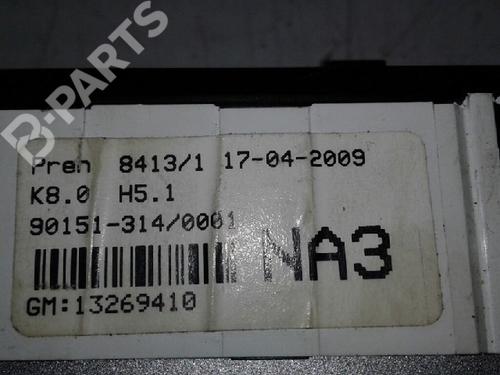 B-PARTS
Preh 8413/1 17-04-2009
K8.0 H5.1
90151-314/0001
NA3
GM:13269410